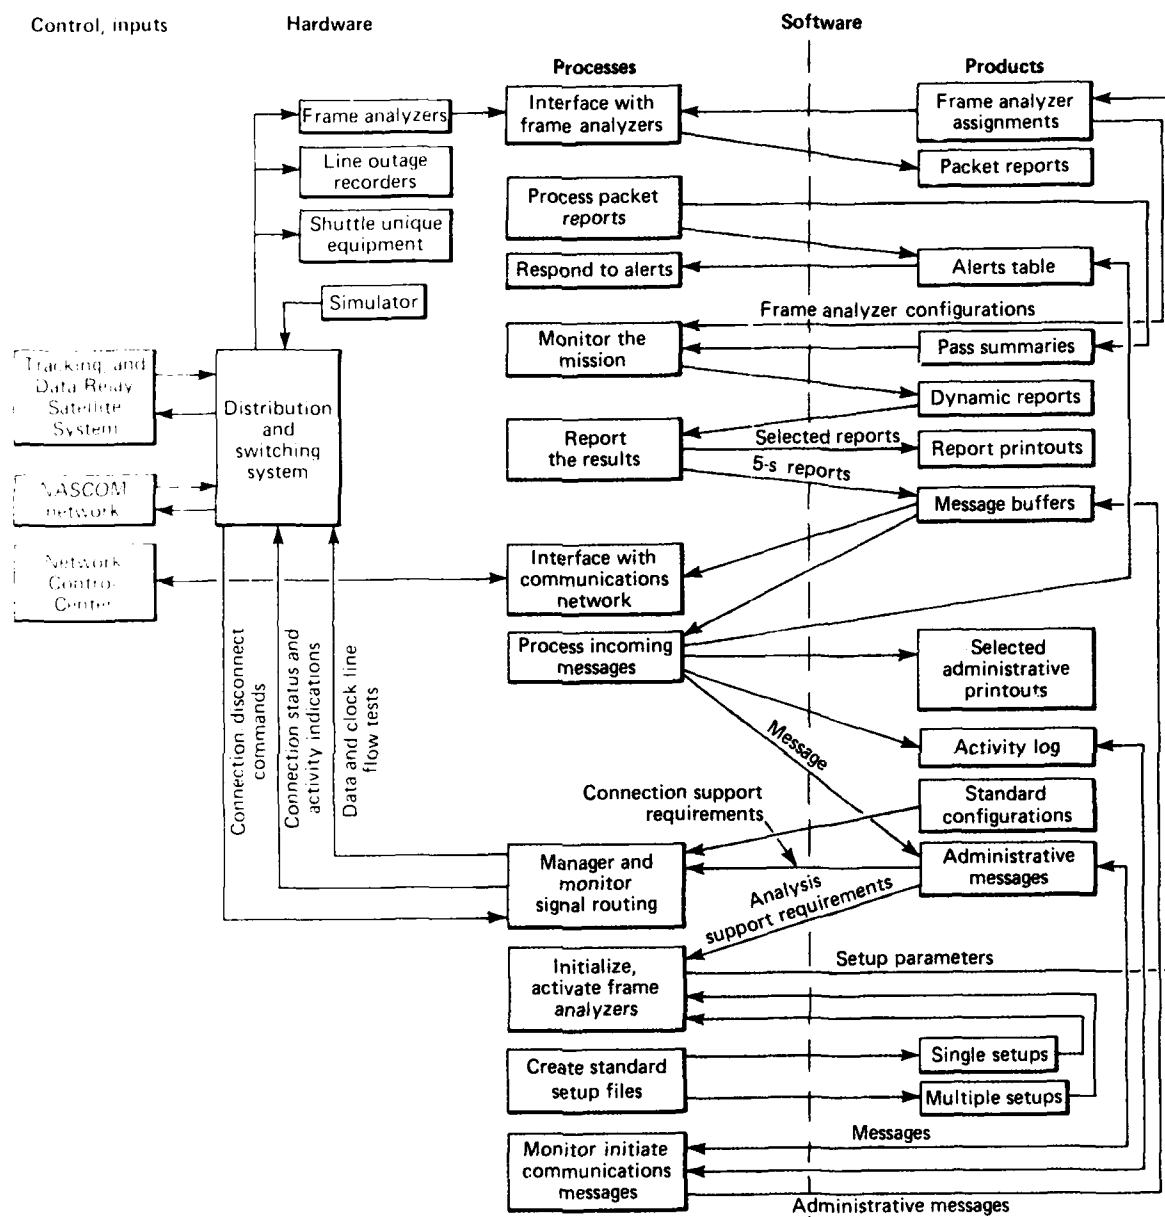 Control, inputs
Hardware
Software
Processes
Products
Frame analyzers
Line outage
recorders
Shuttle unique
equipment
Simulator
Tracking and
Data Relay
Satellite
System
NASCOM
network
Network
Control
Center
Distribution
and
switching
system
Connection disconnect
commands
Connection status and
activity indications
Data and clock line
flow tests
Interface with
frame analyzers
Process packet
reports
Respond to alerts
Monitor the
mission
Report
the results
Interface with
communications
network
Process incoming
messages
Manager and
monitor
signal routing
Initialize,
activate frame
analyzers
Create standard
setup files
Monitor initiate
communications
messages
Frame analyzer configurations
Selected reports
5-s reports
Message
Connection support
requirements
Analysis
support requirements
Setup parameters
Messages
Administrative messages
Frame analyzer
assignments
Packet reports
Alerts table
Pass summaries
Dynamic reports
Report printouts
Message buffers
Selected
administrative
printouts
Activity log
Standard
configurations
Administrative
messages
Single setups
Multiple setups